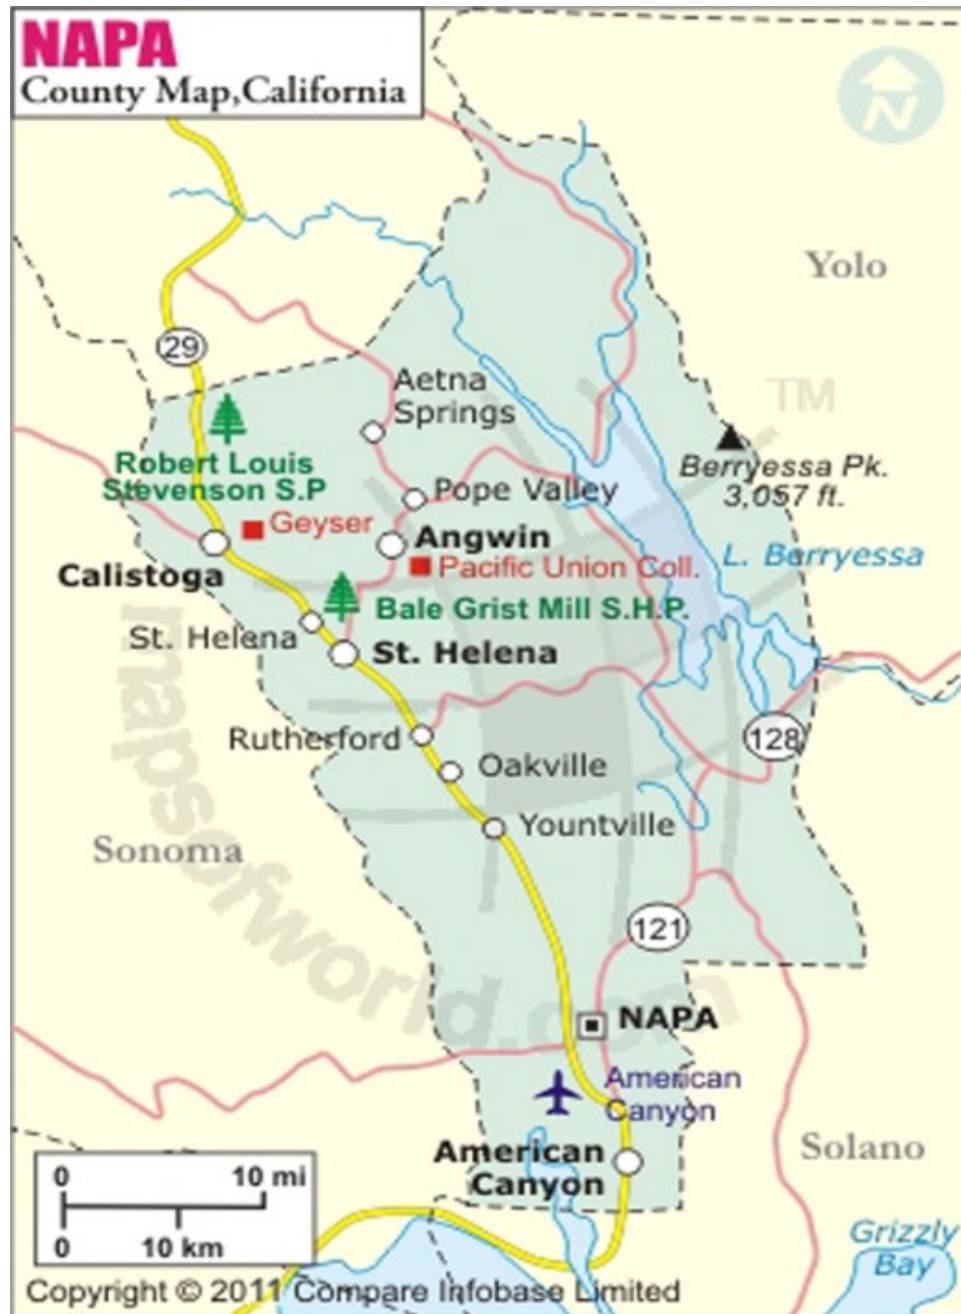 NAPA
County Map,California
N
Yolo
29
Aetna
Springs
TM
Robert Louis
Stevenson S.P
Berryessa Pk.
3,057 ft.
Pope Valley
Geyser
Angwin
L. Berryessa
Calistoga
Pacific Union Coll.
Bale Grist Mill S.H.P.
St. Helena
St. Helena
Rutherford
128
Oakville
Yountville
Sonoma
121
mapsofworld.com
NAPA
American
Canyon
American
Canyon
Solano
0 10 mi
0 10 km
Grizzly
Bay
Copyright © 2011 Compare Infobase Limited